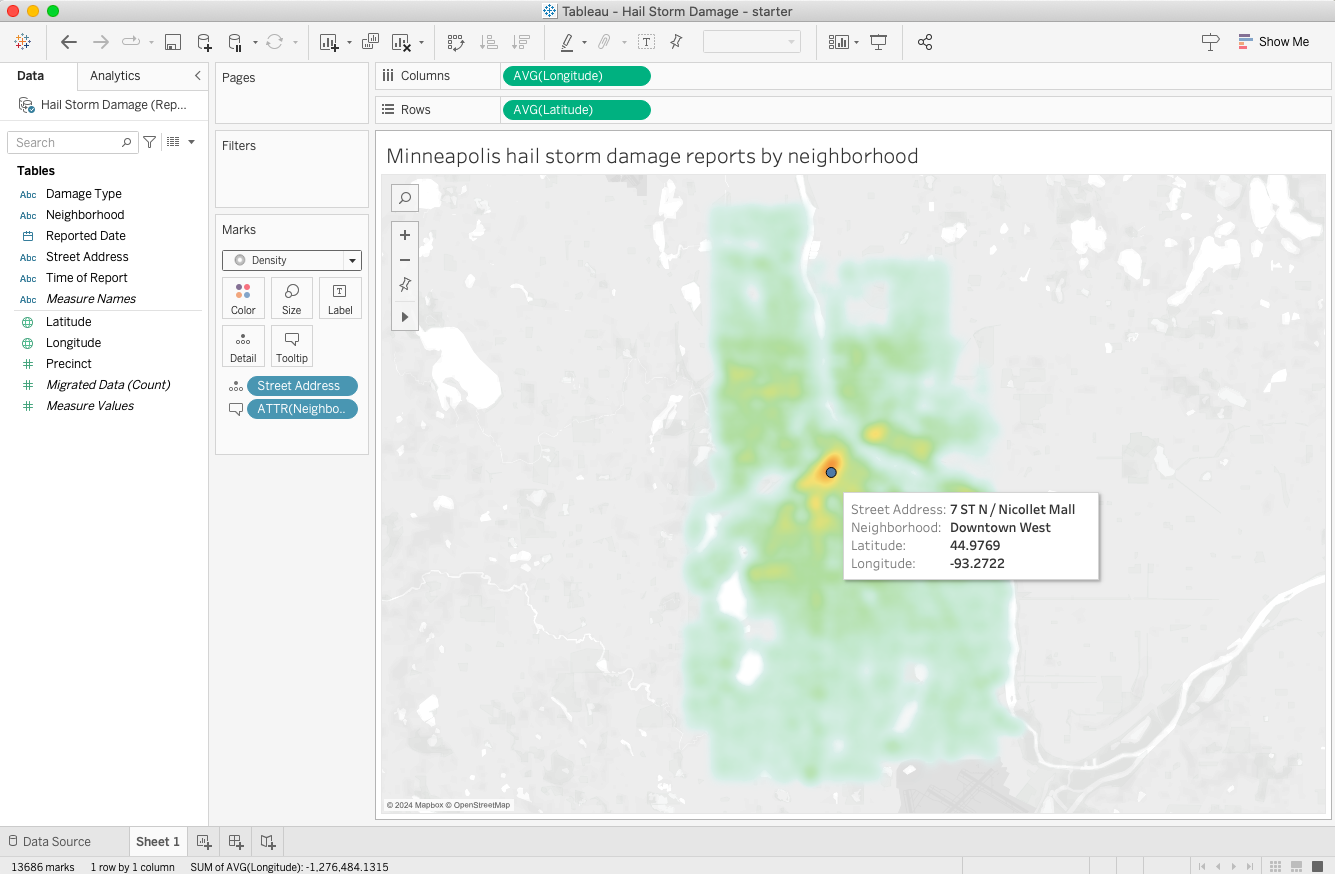 Tableau - Hail Storm Damage - starter
Show Me
Data
Analytics
Hail Storm Damage (Rep...
Search
Tables
Abc Damage Type
Abc Neighborhood
Reported Date
Abc Street Address
Abc Time of Report
Abc Measure Names
Latitude
Longitude
# Precinct
# Migrated Data (Count)
# Measure Values
Pages
Filters
Marks
Density
Color
Size
T
Label
Detail
Tooltip
Street Address
ATTR(Neighbo..
Columns
AVG(Longitude)
Rows
AVG(Latitude)
Minneapolis hail storm damage reports by neighborhood
Street Address: 7 ST N / Nicollet Mall
Neighborhood: Downtown West
Latitude: 44.9769
Longitude: -93.2722
© 2024 Mapbox © OpenStreetMap
Data Source
Sheet 1
13686 marks 1 row by 1 column SUM of AVG(Longitude): -1,276,484.1315